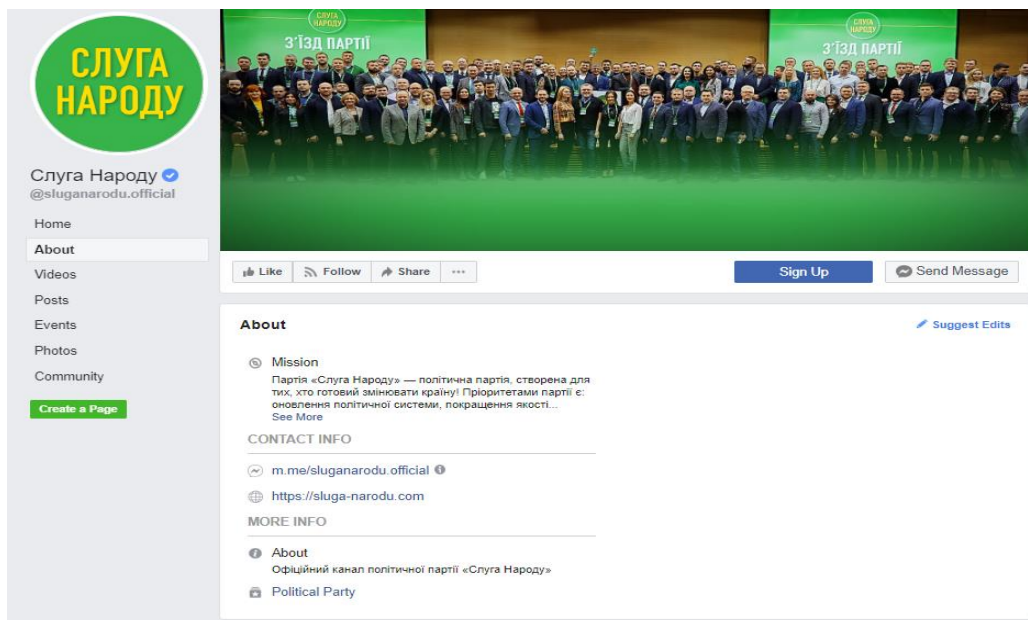 СЛУГА
НАРОДУ
Слуга Народу
@sluganarodu.official
Home
About
Videos
Posts
Events
Photos
Community
Create a Page
СЛУГА
НАРОДУ
З'ЇЗД ПАРТІЇ
СЛУГА
НАРОДУ
З'ЇЗД ПАРТІЇ
Like
Follow
Share
Sign Up
Send Message
About
Suggest Edits
Mission
Партія «Слуга Народу» — політична партія, створена для
тих, хто готовий змінювати країну! Пріоритетами партії є:
оновлення політичної системи, покращення якості...
See More
CONTACT INFO
m.me/sluganarodu.official
https://sluga-narodu.com
MORE INFO
About
Офіційний канал політичної партії «Слуга Народу»
Political Party